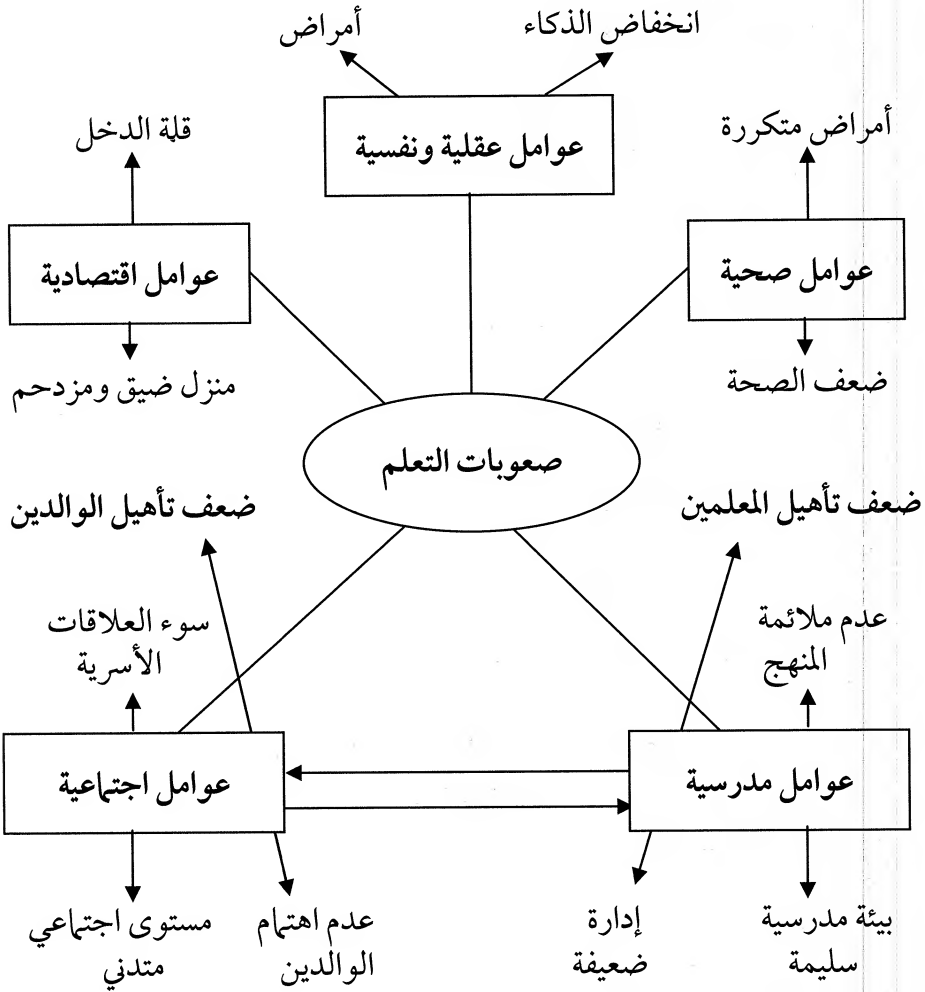 انخفاض الذكاء
أمراض
عوامل عقلية ونفسية
أمراض متكررة
قلة الدخل
عوامل صحية
عوامل اقتصادية
ضعف الصحة
منزل ضيق ومزدحم
صعوبات التعلم
ضعف تأهيل المعلمين
ضعف تأهيل الوالدين
عدم ملائمة
المنهج
سوء العلاقات
الأسرية
عوامل مدرسية
عوامل اجتماعية
بيئة مدرسية
سليمة
إدارة
ضعيفة
عدم اهتمام
الوالدين
مستوى اجتماعي
متدني